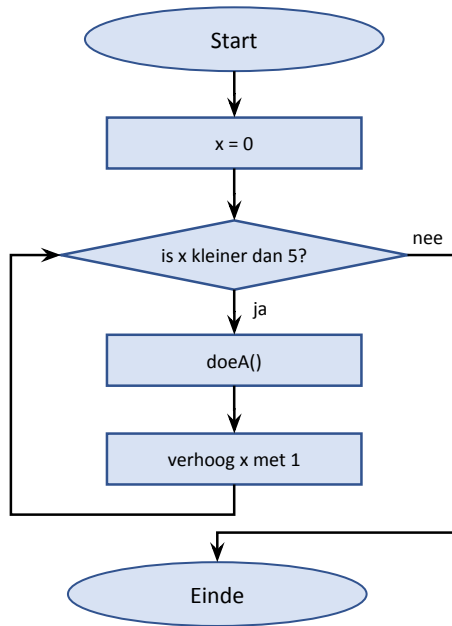 Start
x = 0
is x kleiner dan 5?
nee
ja
doeA()
verhoog x met 1
Einde